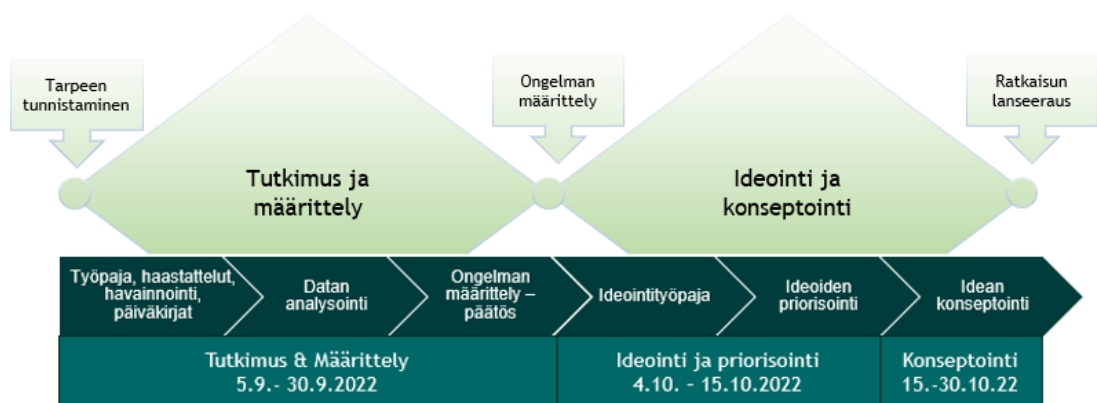 Tarpeen
tunnistaminen
Ongelman
määrittely
Ratkaisun
lanseeraus
Tutkimus ja
määrittely
Ideointi ja
konseptointi
Työpaja, haastattelut,
havainnointi,
päiväkirjat
Datan
analysointi
Ongelman
määrittely –
päätös
Ideointityöpaja
Ideoiden
priorisointi
Idean
konseptointi
Tutkimus & Määrittely
5.9.- 30.9.2022
Ideointi ja priorisointi
4.10. - 15.10.2022
Konseptointi
15.-30.10.22